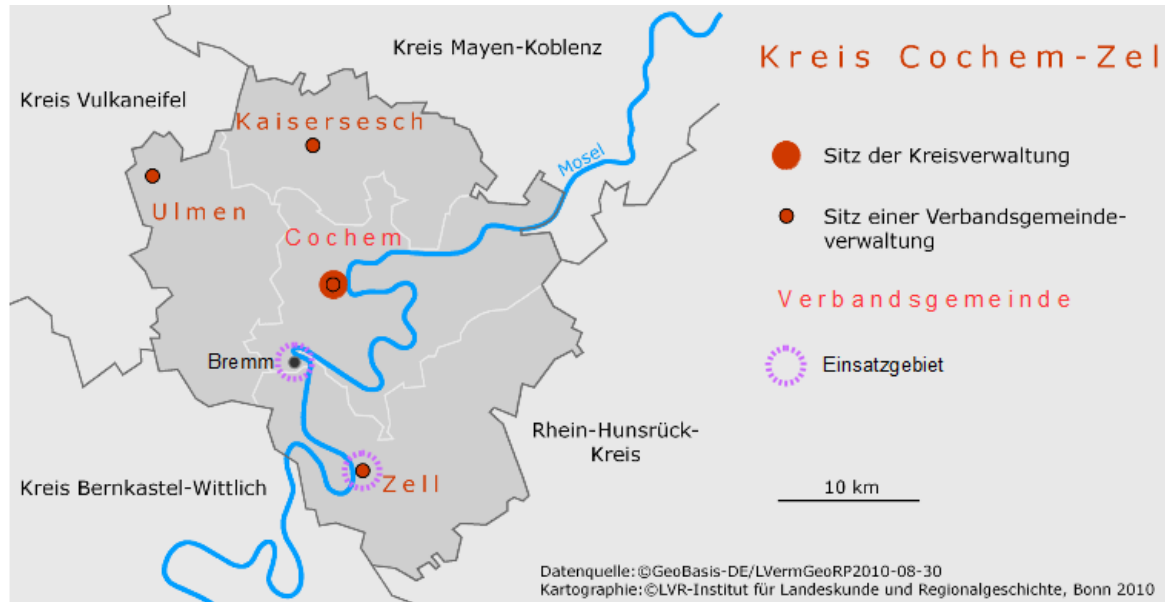 Kreis Mayen-Koblenz
Kreis Cochem-Zel
Kreis Vulkaneifel
Kaisersesch
Mosel
Sitz der Kreisverwaltung
Ulmen
Sitz einer Verbandsgemeinde-
verwaltung
Cochem
Verbandsgemeinde
Bremm
Einsatzgebiet
Rhein-Hunsrück-
Kreis
Zell
Kreis Bernkastel-Wittlich
10 km
Datenquelle:©GeoBasis-DE/LVermGeoRP2010-08-30
Kartographie:©LVR-Institut für Landeskunde und Regionalgeschichte, Bonn 2010